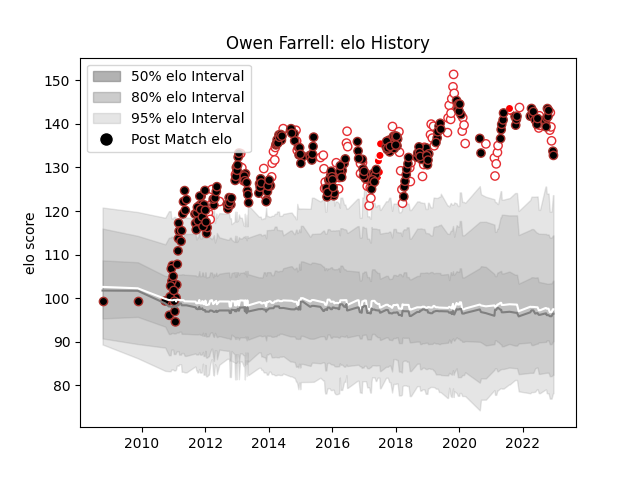 Owen Farrell: elo History
50% elo Interval
80% elo Interval
95% elo Interval
Post Match elo
elo score
150
140
130
120
110
100
90
80
2010 2012 2014 2016 2018 2020 2022